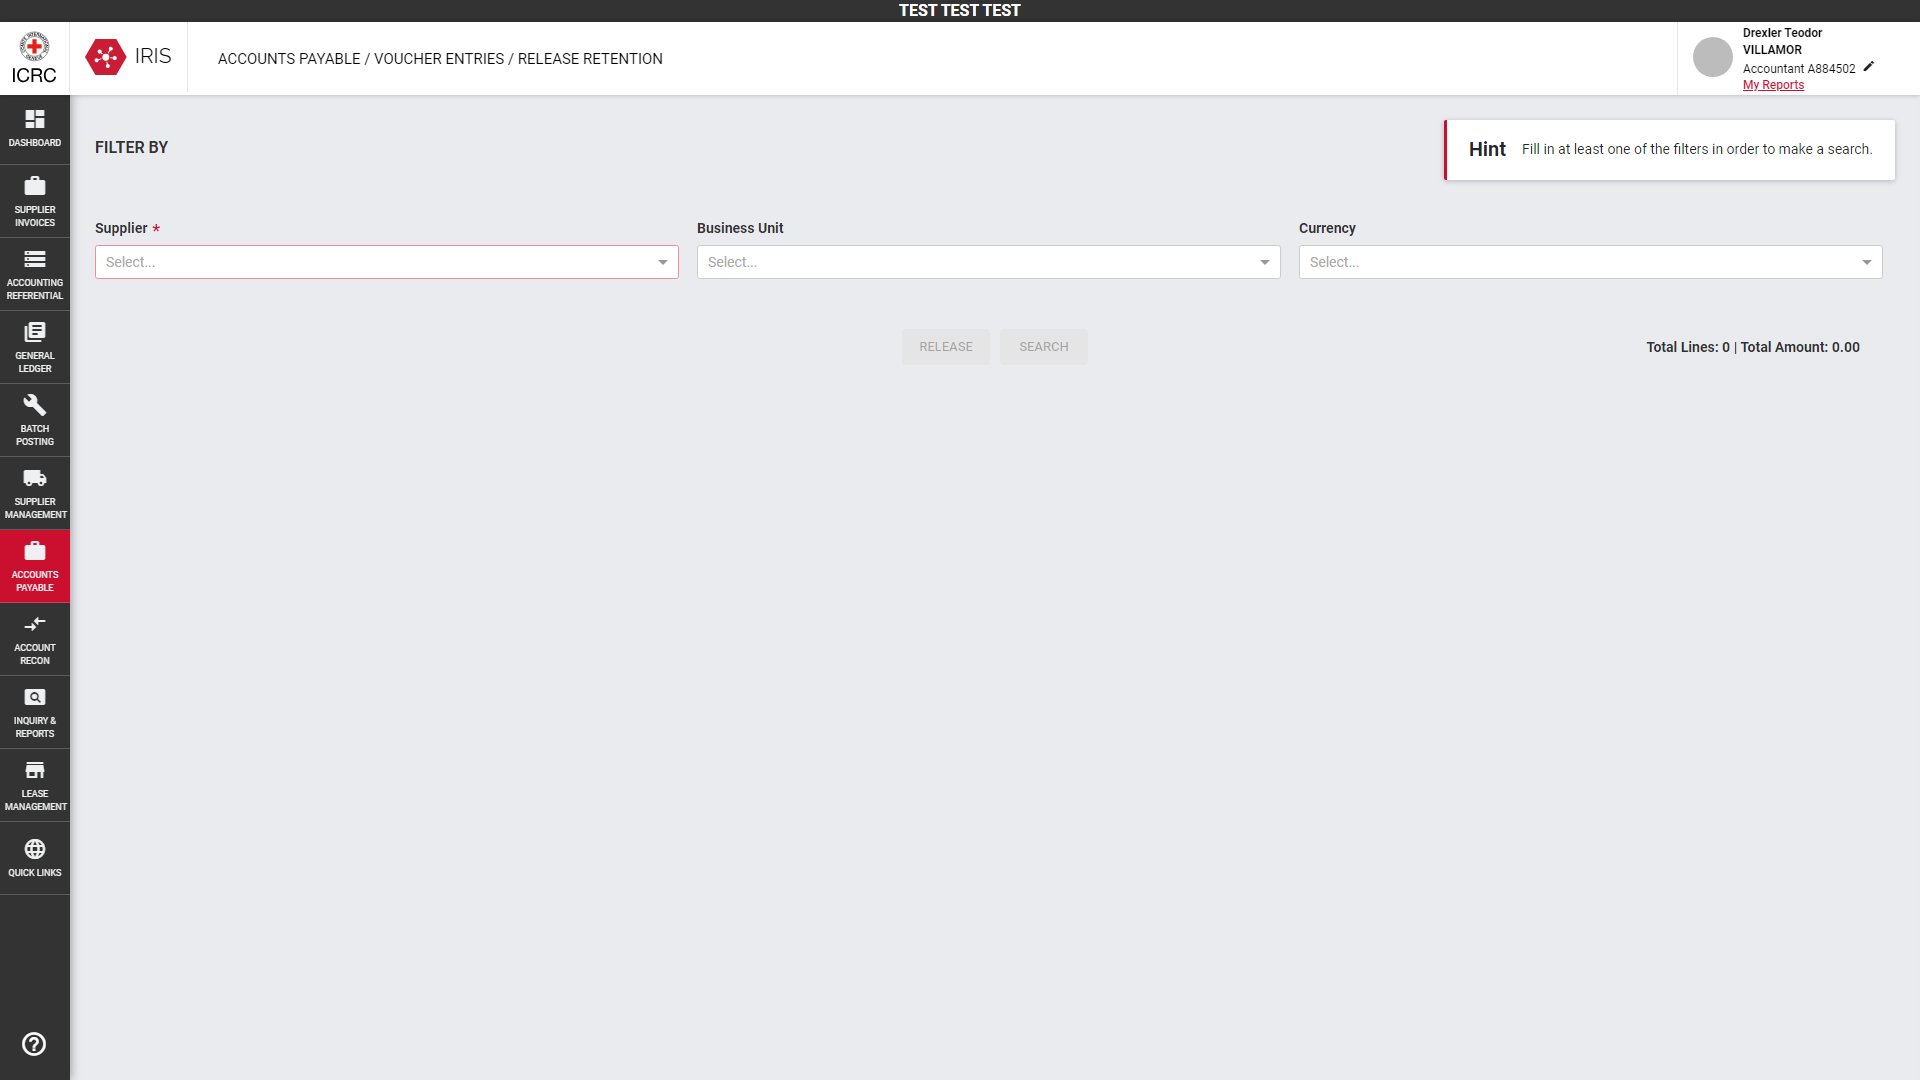 TEST TEST TEST
ICRC
IRIS
ACCOUNTS PAYABLE / VOUCHER ENTRIES / RELEASE RETENTION
Drexler Teodor
VILLAMOR
Accountant A884502
My Reports
DASHBOARD
SUPPLIER
INVOICES
ACCOUNTING
REFERENTIAL
GENERAL
LEDGER
BATCH
POSTING
SUPPLIER
MANAGEMENT
ACCOUNTS
PAYABLE
ACCOUNT
RECON
INQUIRY &
REPORTS
LEASE
MANAGEMENT
QUICK LINKS
FILTER BY
Hint Fill in at least one of the filters in order to make a search.
Supplier *
Select...
Business Unit
Select...
Currency
Select...
RELEASE
SEARCH
Total Lines: 0 | Total Amount: 0.00